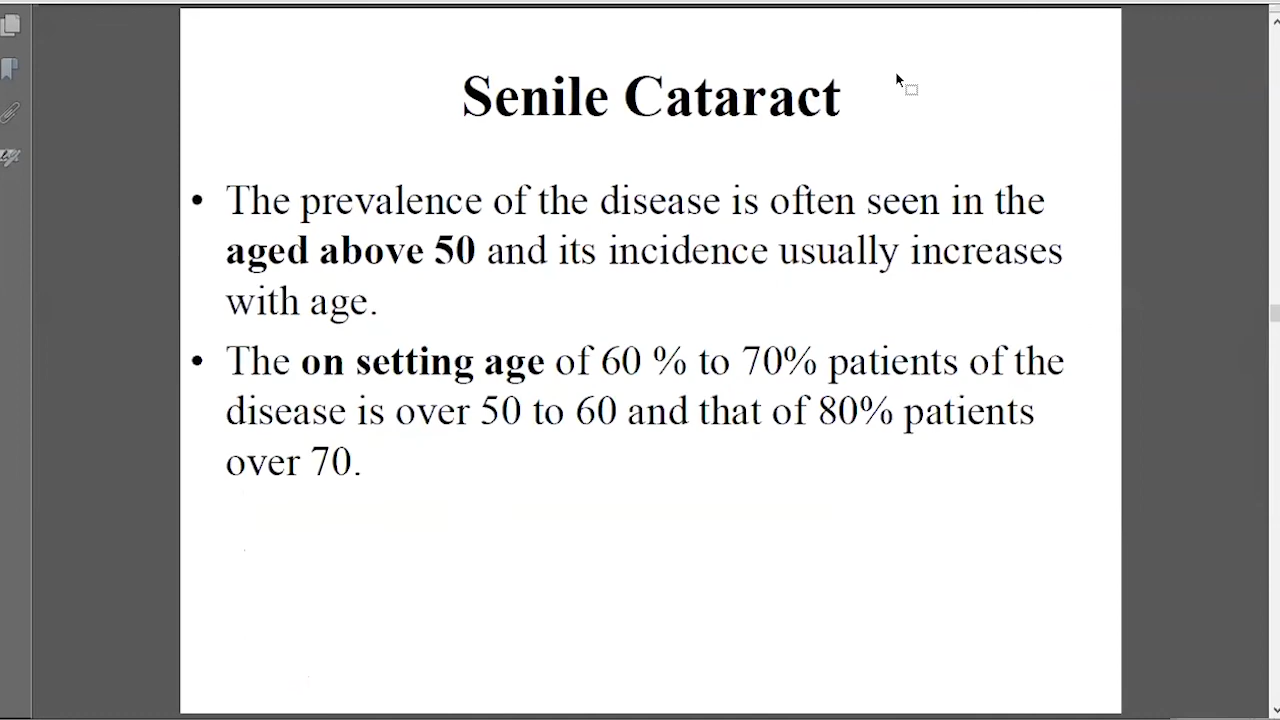 Senile Cataract
• The prevalence of the disease is often seen in the
aged above 50 and its incidence usually increases
with age.
• The on setting age of 60 % to 70% patients of the
disease is over 50 to 60 and that of 80% patients
over 70.